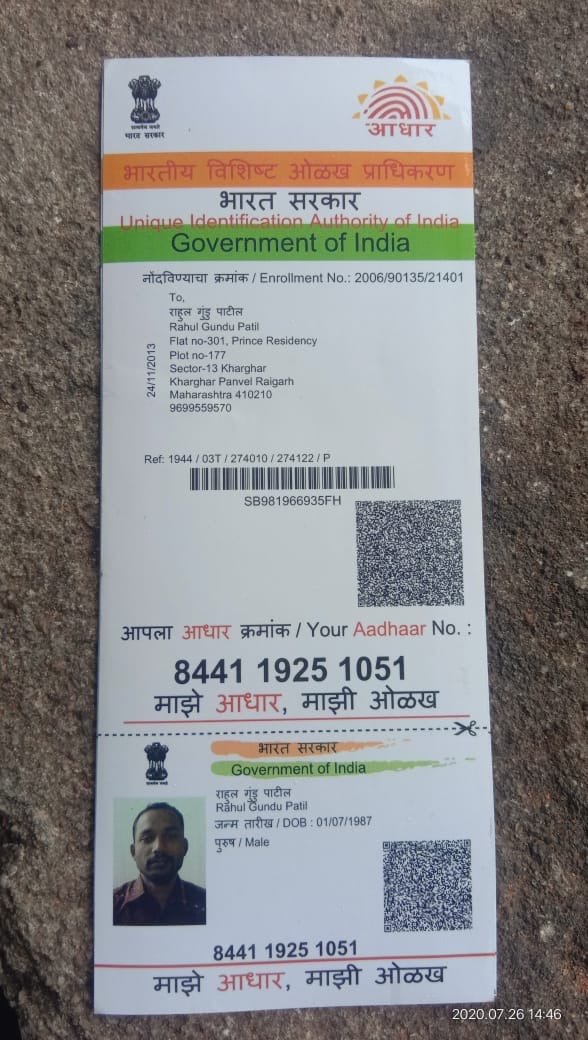 सत्यमेव जयते
भारत सरकार
आधार
भारतीय विशिष्ट ओळख प्राधिकरण
भारत सरकार
Unique Identification Authority of India
Government of India
नोंदविण्याचा क्रमांक / Enrollment No.: 2006/90135/21401
To,
राहुल गुंडु पाटील
Rahul Gundu Patil
Flat no-301, Prince Residency
Plot no-177
Sector-13 Kharghar
Kharghar Panvel Raigarh
Maharashtra 410210
9699559570
24/11/2013
Ref: 1944 / 03T / 274010 / 274122 / P
SB981966935FH
आपला आधार क्रमांक / Your Aadhaar No. :
8441 1925 1051
माझे आधार, माझी ओळख
भारत सरकार
Government of India
राहुल गुंडु पाटील
Rahul Gundu Patil
जन्म तारीख / DOB : 01/07/1987
पुरुष / Male
8441 1925 1051
माझे आधार, माझी ओळख
2020.07.26 14:46